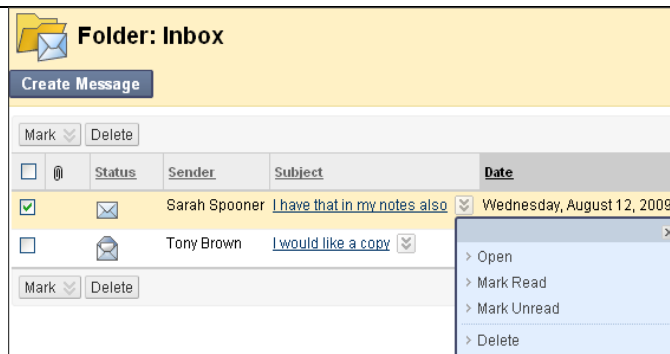 Folder: Inbox
Create Message
Mark Delete
Status Sender Subject Date
Sarah Spooner I have that in my notes also Wednesday, August 12, 2009
Tony Brown I would like a copy
Open
Mark Read
Mark Unread
Delete
Mark Delete